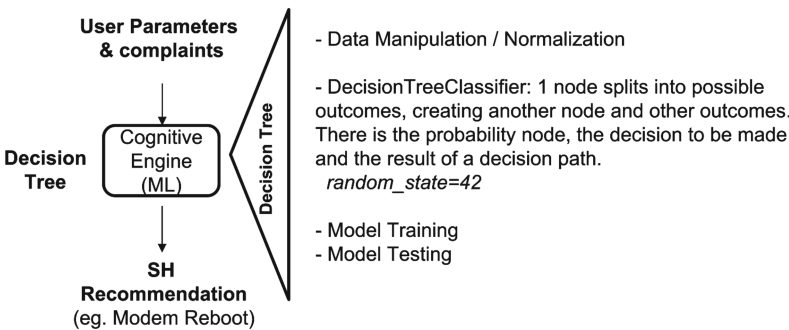 User Parameters
& complaints
Decision
Tree
Cognitive
Engine
(ML)
SH
Recommendation
(eg. Modem Reboot)
Decision Tree
- Data Manipulation / Normalization
- DecisionTreeClassifier: 1 node splits into possible
outcomes, creating another node and other outcomes.
There is the probability node, the decision to be made
and the result of a decision path.
random_state=42
- Model Training
- Model Testing